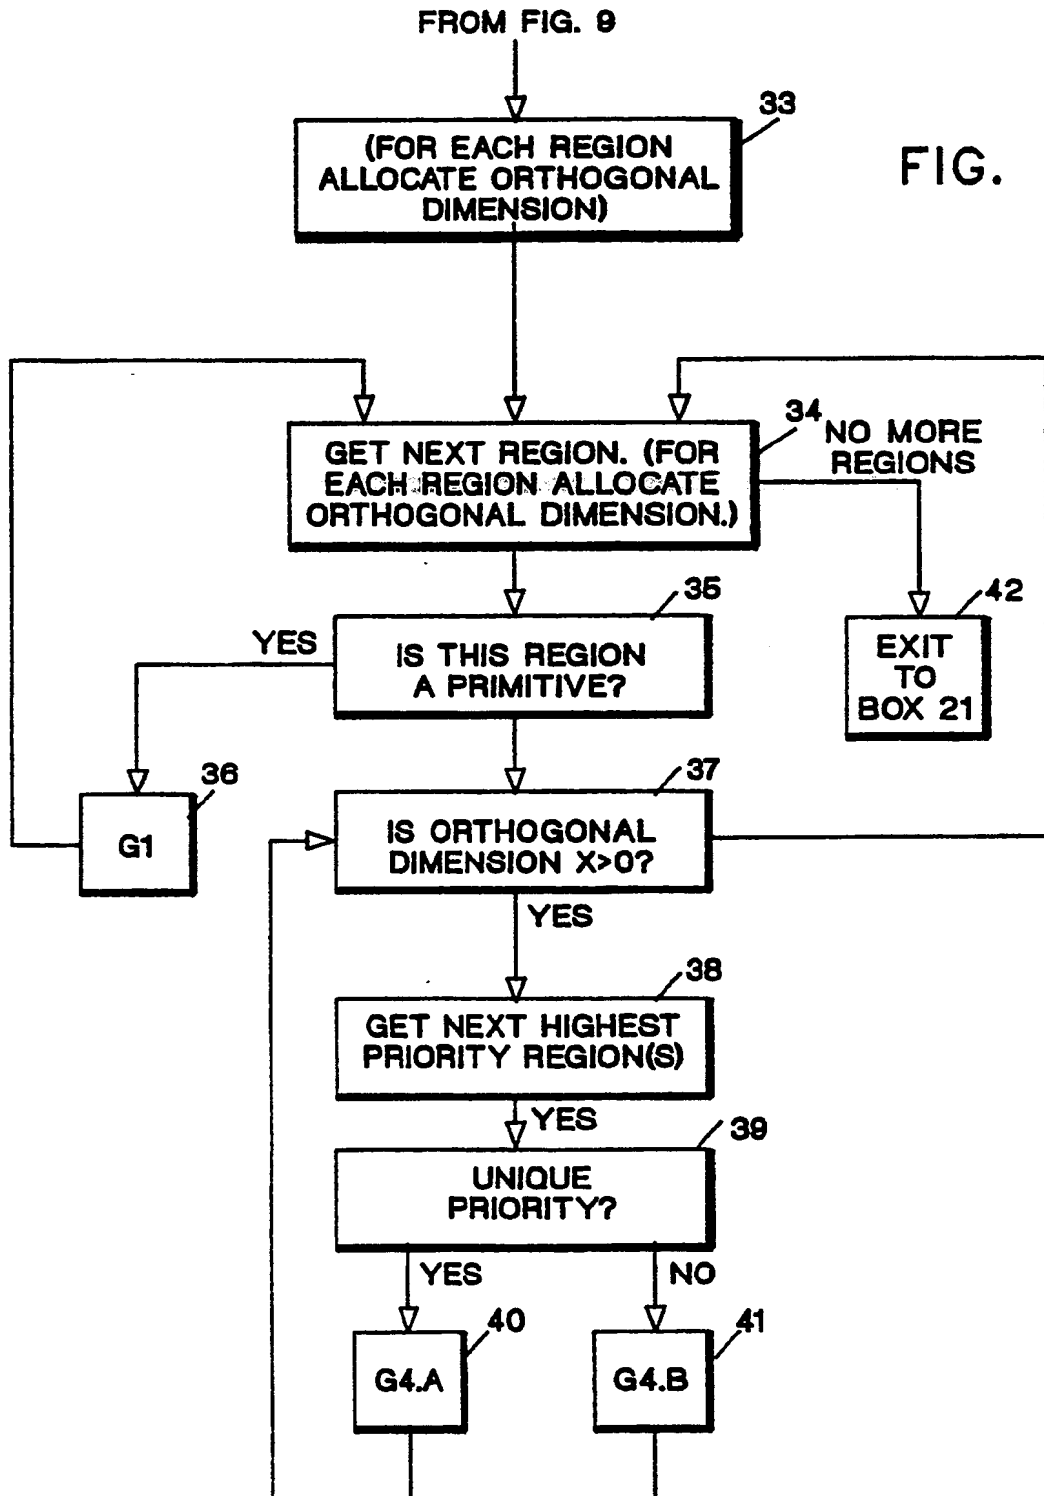 FROM FIG. 9
33
(FOR EACH REGION
ALLOCATE ORTHOGONAL
DIMENSION)
FIG.
34
GET NEXT REGION. (FOR
EACH REGION ALLOCATE
ORTHOGONAL DIMENSION.)
NO MORE
REGIONS
35
42
YES
IS THIS REGION
A PRIMITIVE?
EXIT
TO
BOX 21
36
37
G1
IS ORTHOGONAL
DIMENSION X>0?
YES
38
GET NEXT HIGHEST
PRIORITY REGION(S)
YES
39
UNIQUE
PRIORITY?
YES
NO
40
41
G4.A
G4.B